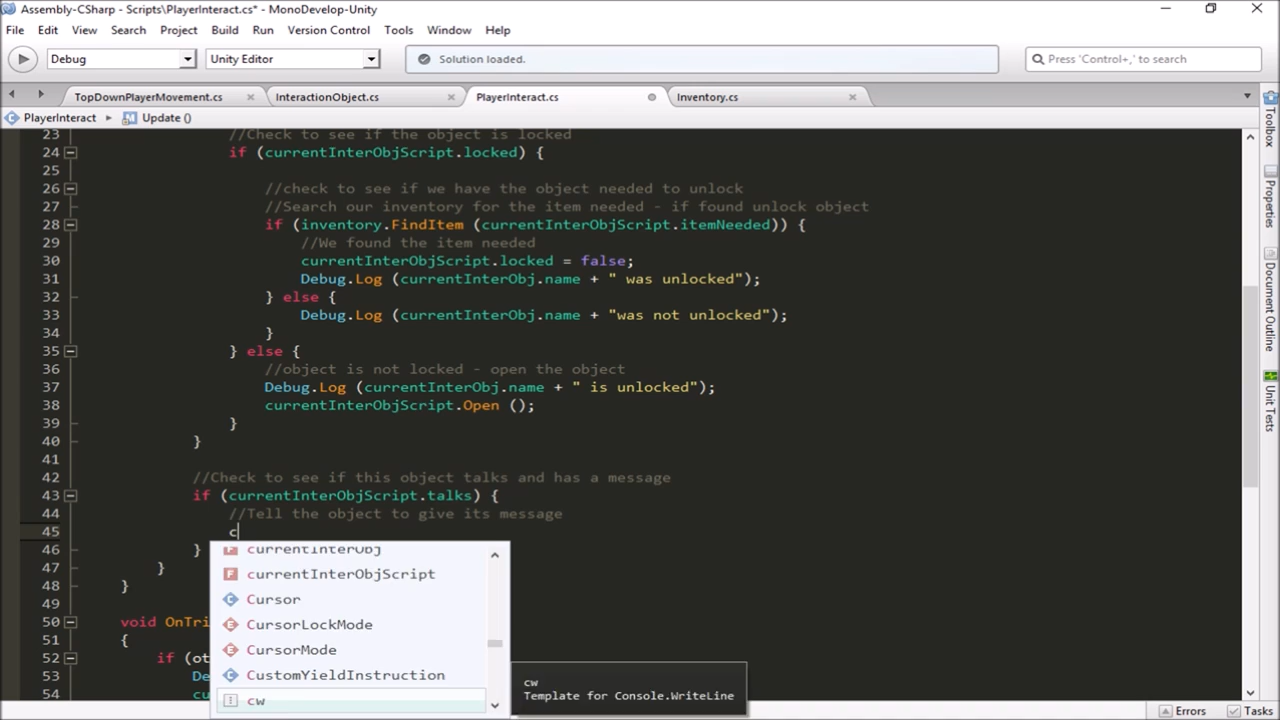 Assembly-CSharp - Scripts\PlayerInteract.cs* - MonoDevelop-Unity
File Edit View Search Project Build Run Version Control Tools Window Help
Debug Unity Editor Solution loaded. Press 'Control+,' to search
TopDownPlayerMovement.cs InteractionObject.cs PlayerInteract.cs Inventory.cs
PlayerInteract Update ()
23 //Check to see if the object is locked
24 if (currentInterObjScript.locked) {
25
26 //check to see if we have the object needed to unlock
27 //Search our inventory for the item needed - if found unlock object
28 if (inventory.FindItem (currentInterObjScript.itemNeeded)) {
29 //We found the item needed
30 currentInterObjScript.locked = false;
31 Debug.Log (currentInterObj.name + " was unlocked");
32 } else {
33 Debug.Log (currentInterObj.name + "was not unlocked");
34 }
35 } else {
36 //object is not locked - open the object
37 Debug.Log (currentInterObj.name + " is unlocked");
38 currentInterObjScript.Open ();
39 }
40 }
41
42 //Check to see if this object talks and has a message
43 if (currentInterObjScript.talks) {
44 //Tell the object to give its message
45 c
46 }
47 }
48 }
49
50 void OnTri
51 {
52 if (ot
53 De
54 cu
currentInterObj
currentInterObjScript
Cursor
CursorLockMode
CursorMode
CustomYieldInstruction
cw
cw
Template for Console.WriteLine
Toolbox
Properties
Document Outline
Unit Tests
Errors Tasks